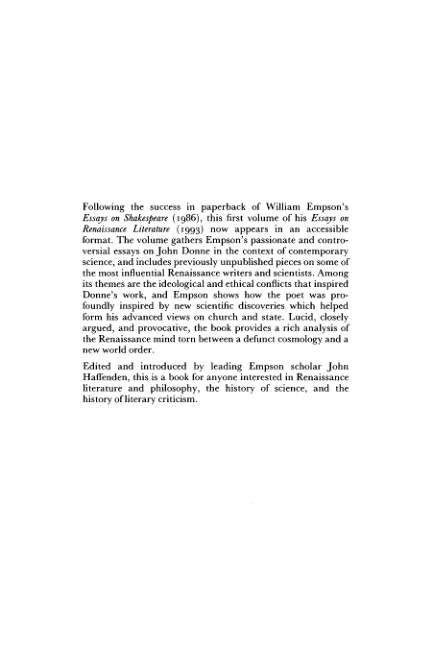 Following the success in paperback of William Empson's
Essays on Shakespeare (1986), this first volume of his Essays on
Renaissance Literature (1993) now appears in an accessible
format. The volume gathers Empson's passionate and contro-
versial essays on John Donne in the context of contemporary
science, and includes previously unpublished pieces on some of
the most influential Renaissance writers and scientists. Among
its themes are the ideological and ethical conflicts that inspired
Donne's work, and Empson shows how the poet was pro-
foundly inspired by new scientific discoveries which helped
form his advanced views on church and state. Lucid, closely
argued, and provocative, the book provides a rich analysis of
the Renaissance mind torn between a defunct cosmology and a
new world order.
Edited and introduced by leading Empson scholar John
Haffenden, this is a book for anyone interested in Renaissance
literature and philosophy, the history of science, and the
history of literary criticism.